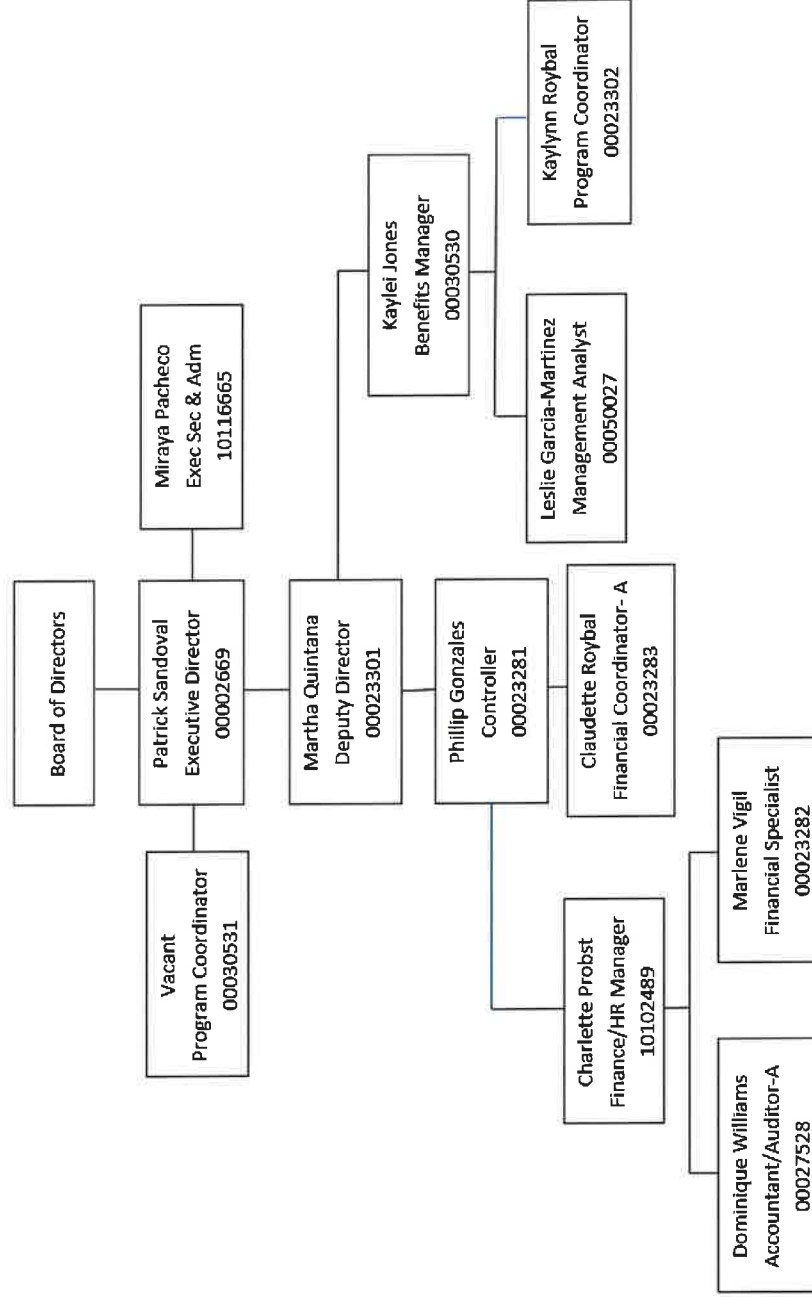 Board of Directors
Vacant
Program Coordinator
00030531
Patrick Sandoval
Executive Director
00002669
Miraya Pacheco
Exec Sec & Adm
10116665
Martha Quintana
Deputy Director
00023301
Kaylei Jones
Benefits Manager
00030530
Phillip Gonzales
Controller
00023281
Charlette Probst
Finance/HR Manager
10102489
Claudette Roybal
Financial Coordinator- A
00023283
Leslie Garcia-Martinez
Management Analyst
00050027
Kaylynn Roybal
Program Coordinator
00023302
Dominique Williams
Accountant/Auditor-A
00027528
Marlene Vigil
Financial Specialist
00023282